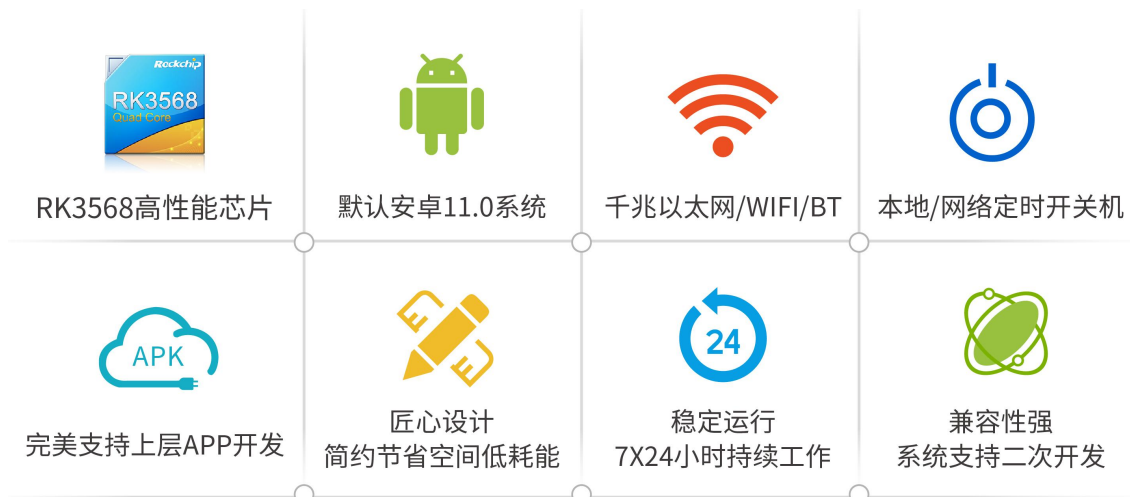 Rockchip
RK3568
Quad Core
RK3568高性能芯片
默认安卓11.0系统
千兆以太网/WIFI/BT
本地/网络定时开关机
APK
完美支持上层APP开发
匠心设计
简约节省空间低耗能
24
稳定运行
7X24小时持续工作
兼容性强
系统支持二次开发